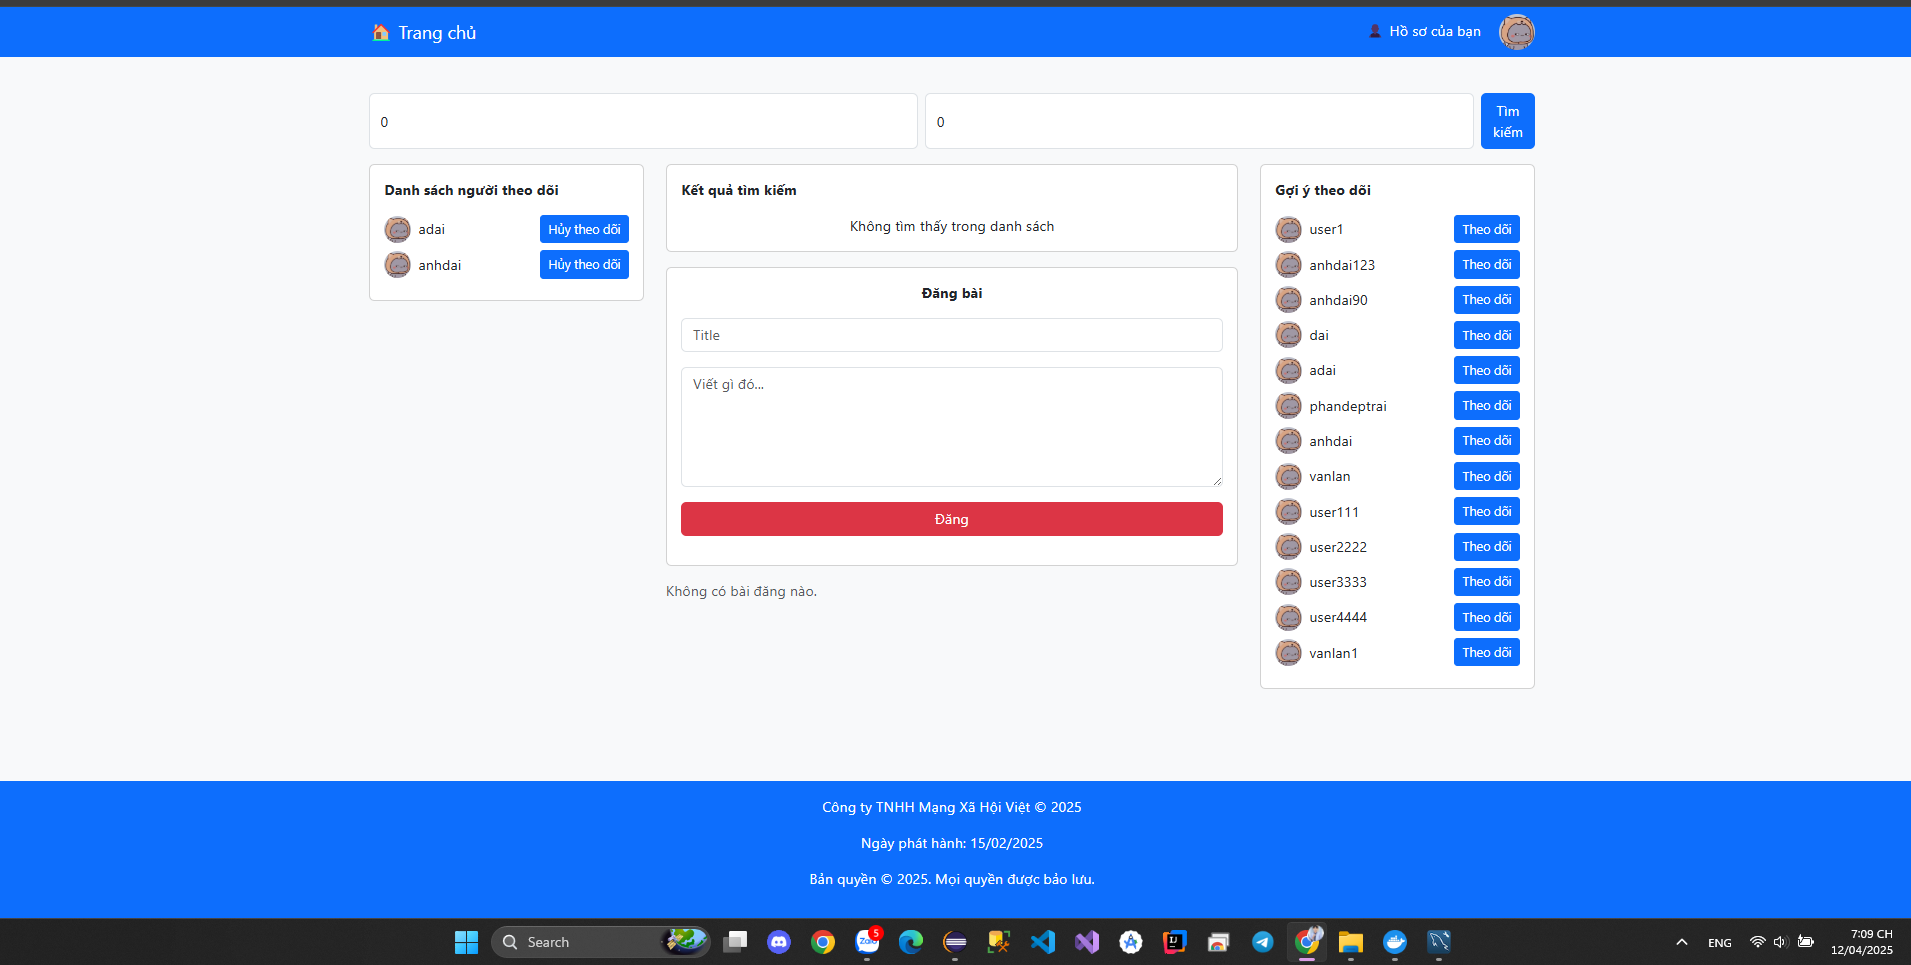 Trang chủ
Hồ sơ của bạn
0
0
Tìm
kiếm
Danh sách người theo dõi
adai
Hủy theo dõi
anhdai
Hủy theo dõi
Kết quả tìm kiếm
Không tìm thấy trong danh sách
Đăng bài
Title
Viết gì đó...
Đăng
Không có bài đăng nào.
Gợi ý theo dõi
user1
Theo dõi
anhdai123
Theo dõi
anhdai90
Theo dõi
dai
Theo dõi
adai
Theo dõi
phandeptrai
Theo dõi
anhdai
Theo dõi
vanlan
Theo dõi
user111
Theo dõi
user2222
Theo dõi
user3333
Theo dõi
user4444
Theo dõi
vanlan1
Theo dõi
Công ty TNHH Mạng Xã Hội Việt © 2025
Ngày phát hành: 15/02/2025
Bản quyền © 2025. Mọi quyền được bảo lưu.
Search
Zalo
5
ENG
7:09 CH
12/04/2025